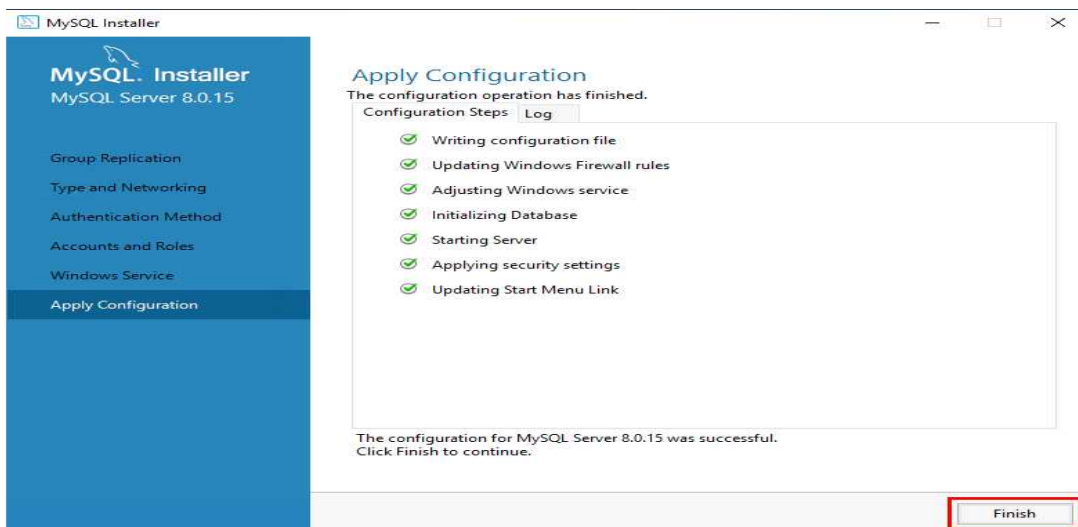 MySQL Installer
MySQL. Installer
MySQL Server 8.0.15
Group Replication
Type and Networking
Authentication Method
Accounts and Roles
Windows Service
Apply Configuration
Apply Configuration
The configuration operation has finished.
Configuration Steps Log
Writing configuration file
Updating Windows Firewall rules
Adjusting Windows service
Initializing Database
Starting Server
Applying security settings
Updating Start Menu Link
The configuration for MySQL Server 8.0.15 was successful.
Click Finish to continue.
Finish